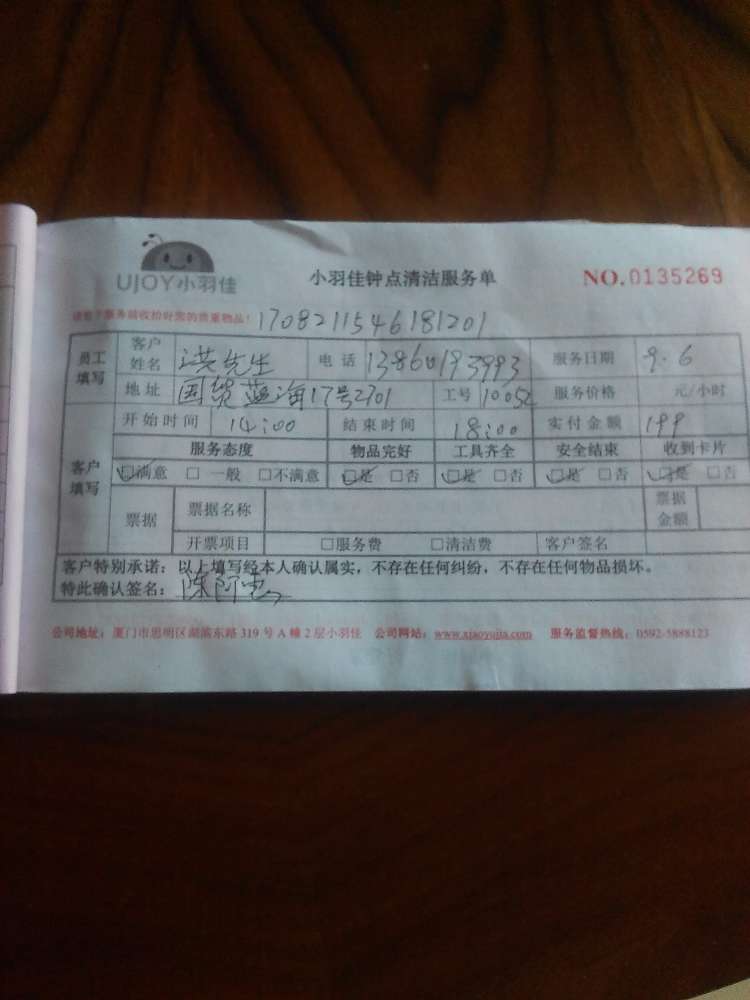 UJOY小羽佳 小羽佳钟点清洁服务单 NO.0135269
1708211546181201
员工填写 客户姓名 洪先生 电话 服务日期 9.6
地址 国贸蓝海17号2701 工号 10052 服务价格 元/小时
开始时间 14:00 结束时间 18:00 实付金额 199
客户填写 服务态度 物品完好 工具齐全 安全结束 收到卡片
☑满意 □一般 □不满意 ☑是 □否 ☑是 □否 ☑是 □否 ☑是 □否
票据 票据名称 票据金额
开票项目 □服务费 □清洁费 客户签名
客户特别承诺：以上填写经本人确认属实，不存在任何纠纷，不存在任何物品损坏。
特此确认签名：
公司地址：厦门市思明区湖滨东路 319 号 A 幢 2 层小羽佳 公司网站：www.xiaoyujia.com 服务监督热线：0592-5888123